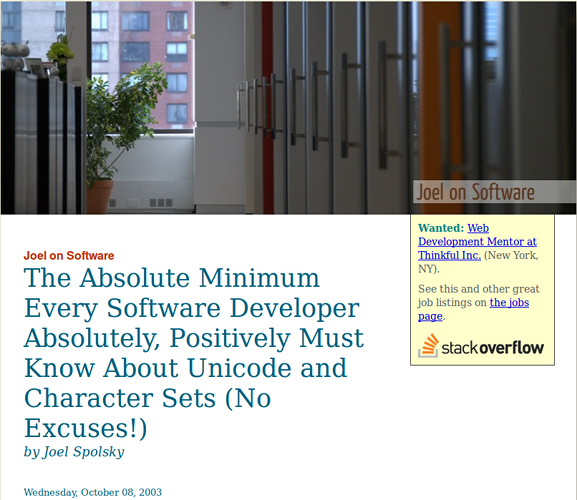 Joel on Software
Wanted: Web
Development Mentor at
Thinkful Inc. (New York,
NY).
See this and other great
job listings on the jobs
page.
stackoverflow
Joel on Software
The Absolute Minimum
Every Software Developer
Absolutely, Positively Must
Know About Unicode and
Character Sets (No
Excuses!)
by Joel Spolsky
Wednesday, October 08, 2003